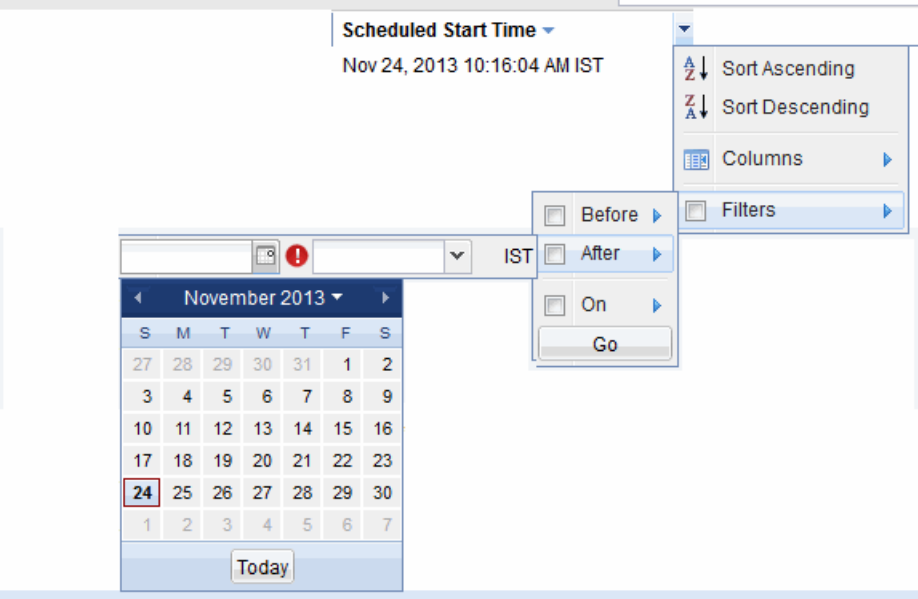 Scheduled Start Time
Nov 24, 2013 10:16:04 AM IST
Sort Ascending
Sort Descending
Columns
Filters
Before
After
On
Go
IST
November 2013
S M T W T F S
27 28 29 30 31 1 2
3 4 5 6 7 8 9
10 11 12 13 14 15 16
17 18 19 20 21 22 23
24 25 26 27 28 29 30
1 2 3 4 5 6 7
Today